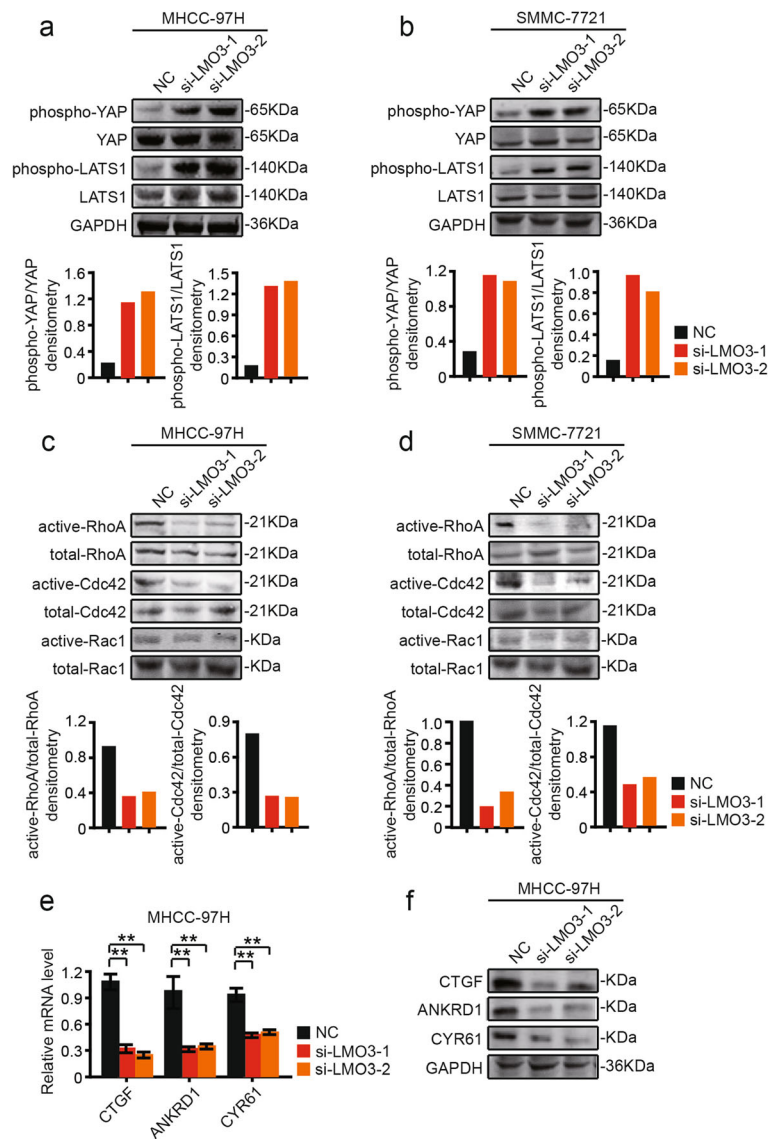 a
MHCC-97H
NC
si-LMO3-1
si-LMO3-2
phospho-YAP
-65KDa
YAP
-65KDa
phospho-LATS1
-140KDa
LATS1
-140KDa
GAPDH
-36KDa
phospho-YAP/YAP
densitometry
1.6
1.2
0.8
0.4
0
phospho-LATS1/LATS1
densitometry
1.5
1.2
0.9
0.6
0.3
0
b
SMMC-7721
NC
si-LMO3-1
si-LMO3-2
phospho-YAP
-65KDa
YAP
-65KDa
phospho-LATS1
-140KDa
LATS1
-140KDa
GAPDH
-36KDa
phospho-YAP/YAP
densitometry
1.2
0.8
0.4
0
phospho-LATS1/LATS1
densitometry
1.0
0.8
0.6
0.4
0.2
0
NC
si-LMO3-1
si-LMO3-2
c
MHCC-97H
NC
si-LMO3-1
si-LMO3-2
active-RhoA
-21KDa
total-RhoA
active-Cdc42
-21KDa
total-Cdc42
-21KDa
active-Rac1
-KDa
total-Rac1
-KDa
active-RhoA/total-RhoA
densitometry
1.2
0.8
0.4
0
active-Cdc42/total-Cdc42
densitometry
0.9
0.6
0.3
0
d
SMMC-7721
NC
si-LMO3-1
si-LMO3-2
active-RhoA
-21KDa
total-RhoA
-21KDa
active-Cdc42
-21KDa
total-Cdc42
-21KDa
active-Rac1
-KDa
total-Rac1
-KDa
active-RhoA/total-RhoA
densitometry
1.0
0.8
0.6
0.4
0.2
0
active-Cdc42/total-Cdc42
densitometry
1.2
0.8
0.4
0
NC
si-LMO3-1
si-LMO3-2
e
MHCC-97H
Relative mRNA level
1.2
0.9
0.6
0.3
0
**
**
**
**
**
**
CTGF
ANKRD1
CYR61
NC
si-LMO3-1
si-LMO3-2
f
MHCC-97H
NC
si-LMO3-1
si-LMO3-2
CTGF
-KDa
ANKRD1
-KDa
CYR61
-KDa
GAPDH
-36KDa